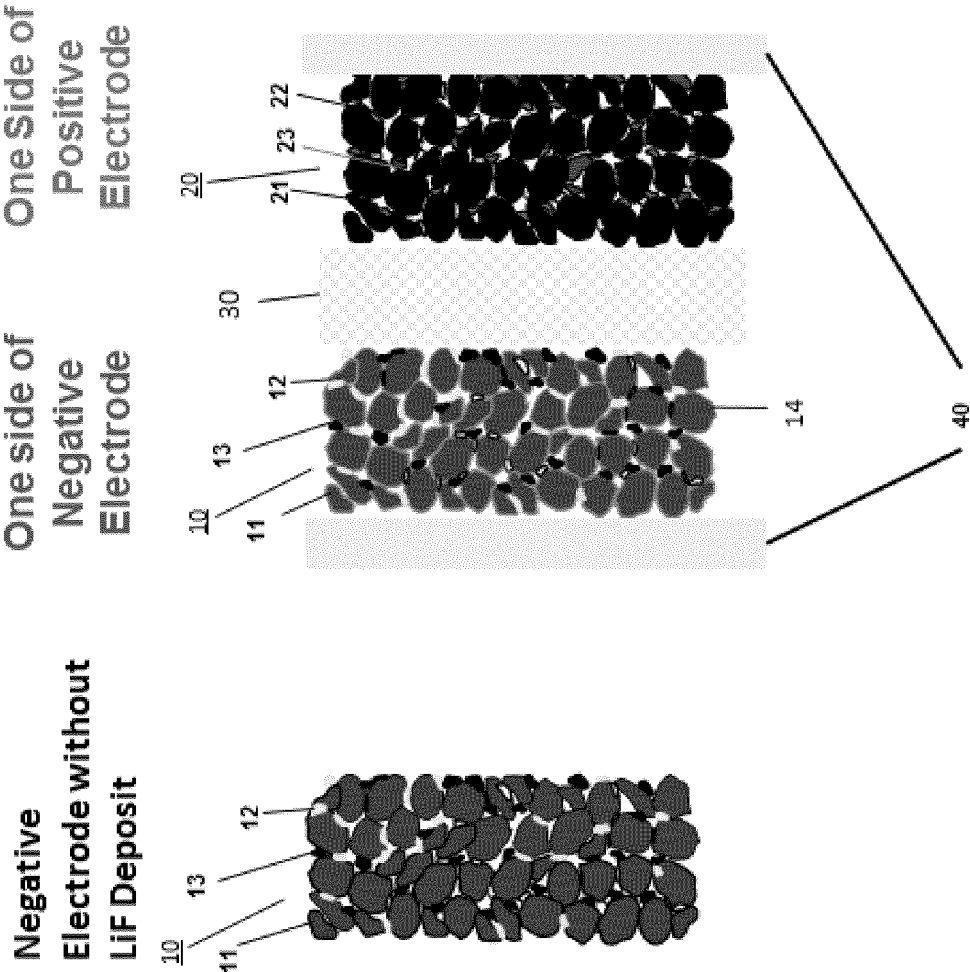 Negative
Electrode without
LiF Deposit
10
11
13
12
One side of
Negative
Electrode
10
11
13
12
14
30
One Side of
Positive
Electrode
20
21
23
22
40